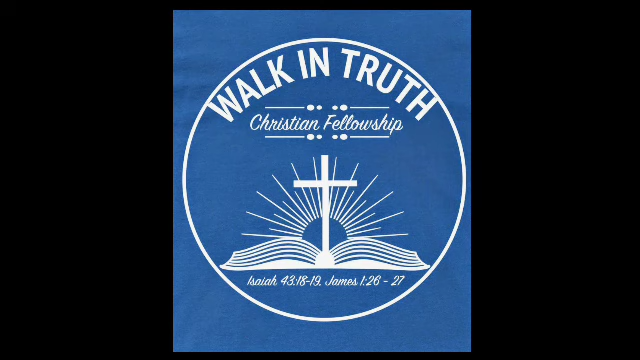 WALK IN TRUTH
Christian Fellowship
Isaiah 43:18-19, James 1:26 - 27